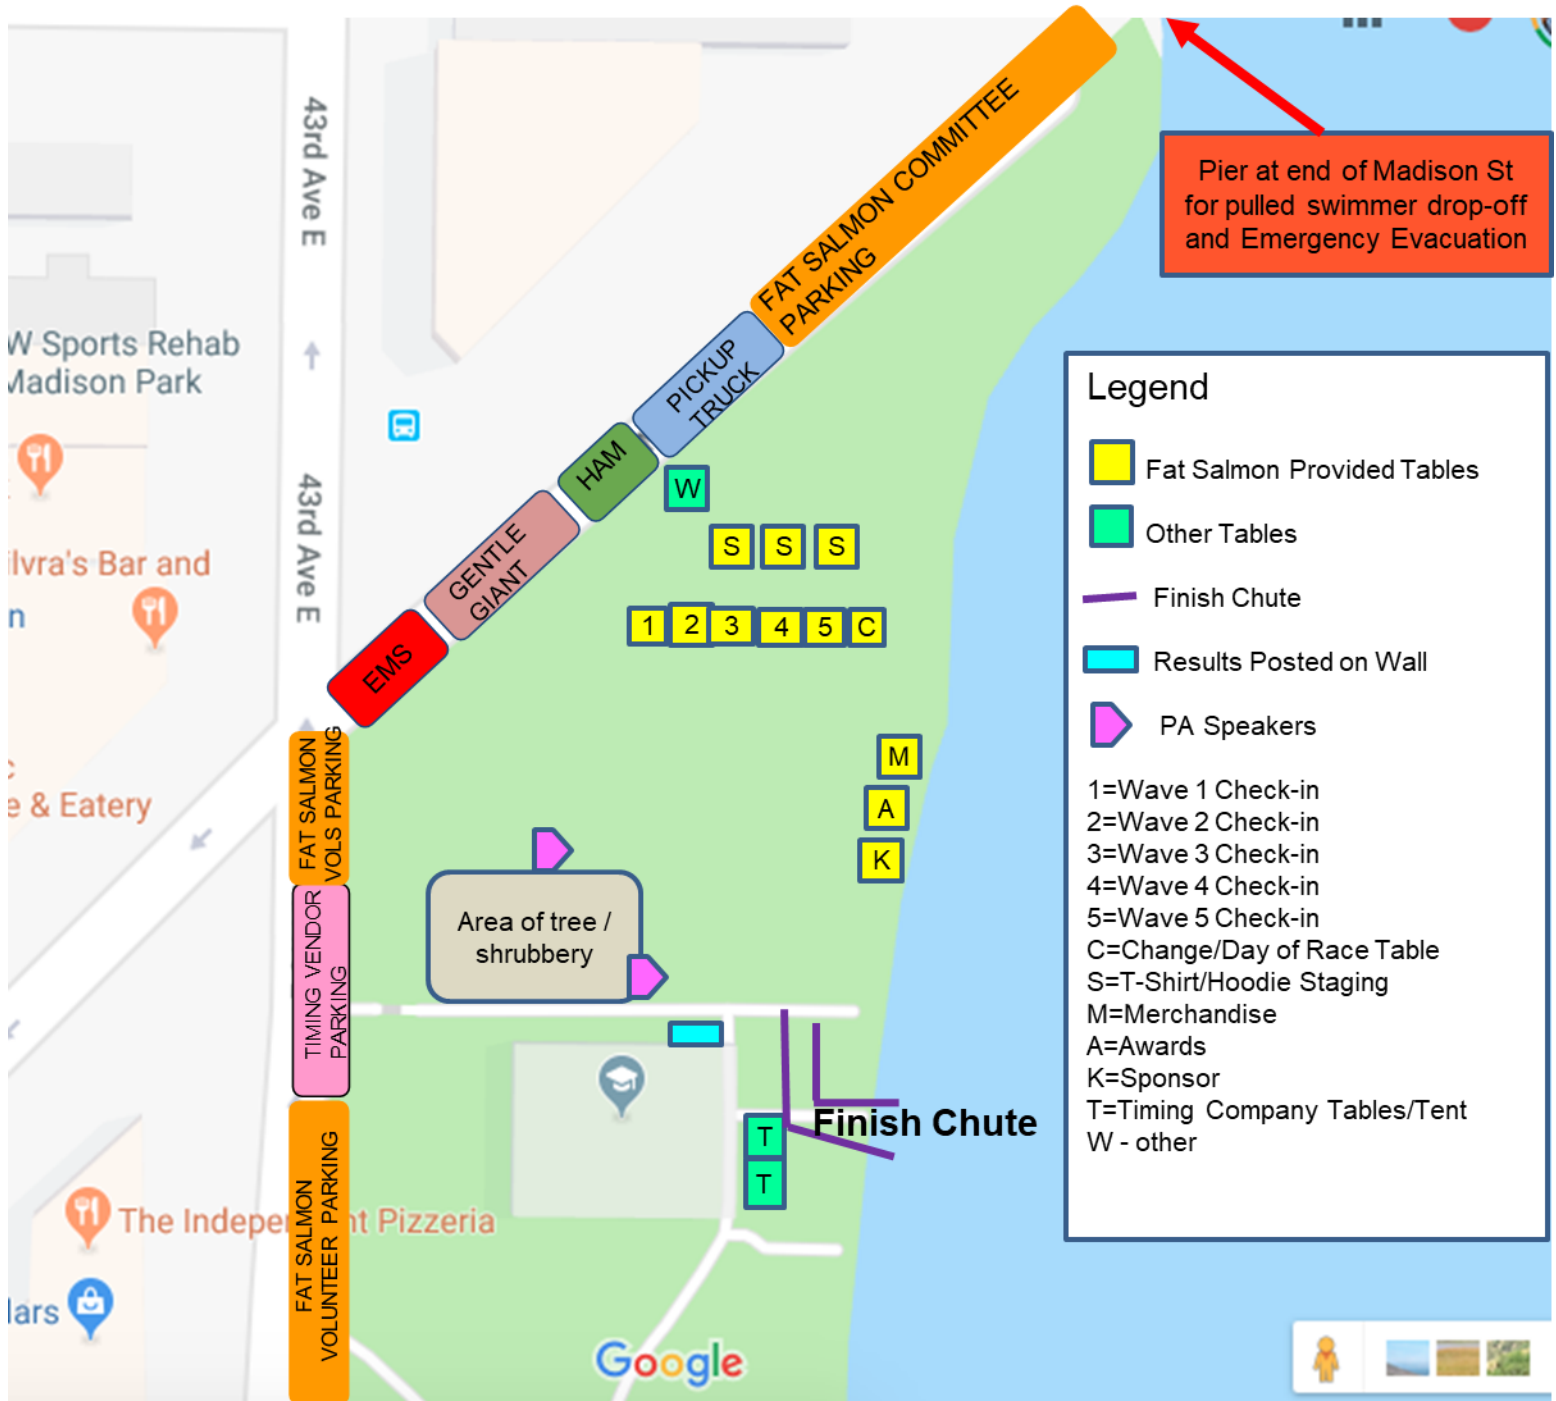 43rd Ave E
43rd Ave E
W Sports Rehab
Madison Park
ilvra's Bar and
n
c
e & Eatery
The Indepen
nt Pizzeria
lars
FAT SALMON COMMITTEE
PARKING
PICKUP
TRUCK
HAM
GENTLE
GIANT
EMS
FAT SALMON
VOLS PARKING
TIMING VENDOR
PARKING
FAT SALMON
VOLUNTEER PARKING
W
S S S
1 2 3 4 5 C
M
A
K
Area of tree /
shrubbery
T
T
Finish Chute
Google
Pier at end of Madison St
for pulled swimmer drop-off
and Emergency Evacuation
Legend
Fat Salmon Provided Tables
Other Tables
Finish Chute
Results Posted on Wall
PA Speakers
1=Wave 1 Check-in
2=Wave 2 Check-in
3=Wave 3 Check-in
4=Wave 4 Check-in
5=Wave 5 Check-in
C=Change/Day of Race Table
S=T-Shirt/Hoodie Staging
M=Merchandise
A=Awards
K=Sponsor
T=Timing Company Tables/Tent
W - other